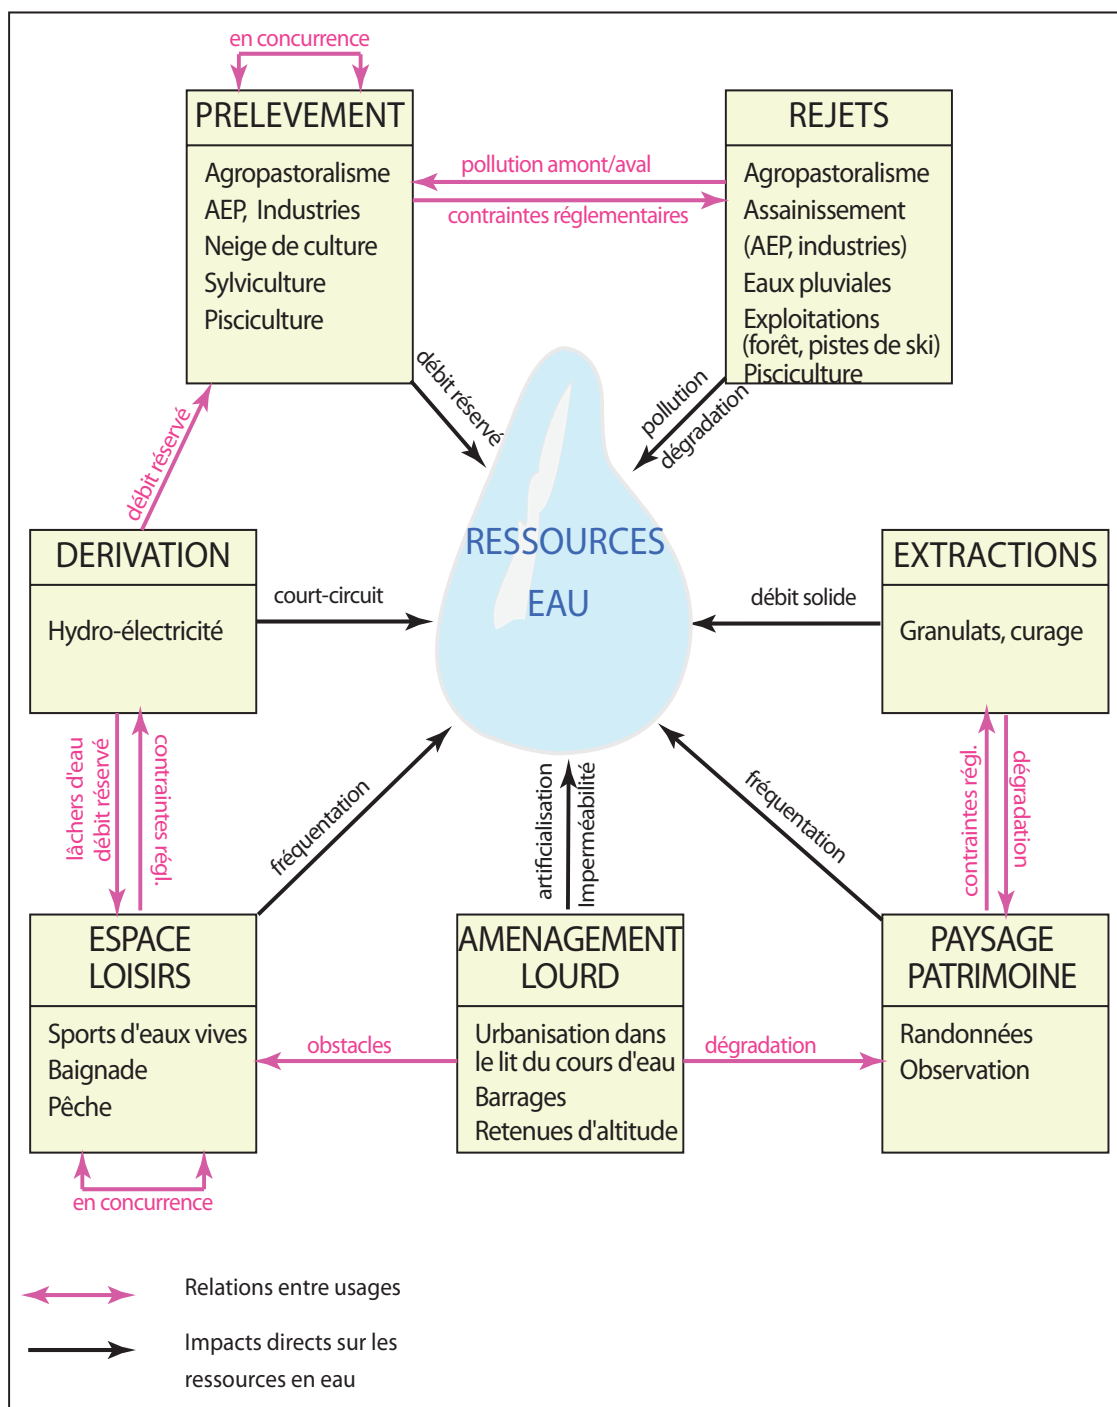 en concurrence
PRELEVEMENT
Agropastoralisme
AEP, Industries
Neige de culture
Sylviculture
Pisciculture
REJETS
Agropastoralisme
Assainissement
(AEP, industries)
Eaux pluviales
Exploitations
(forêt, pistes de ski)
Pisciculture
pollution amont/aval
contraintes réglementaires
débit réservé
débit réservé
pollution
dégradation
RESSOURCES
EAU
DERIVATION
Hydro-électricité
court-circuit
débit solide
EXTRACTIONS
Granulats, curage
lâchers d'eau
débit réservé
contraintes régl.
fréquentation
artificialisation
Imperméabilité
fréquentation
contraintes régl.
dégradation
ESPACE
LOISIRS
Sports d'eaux vives
Baignade
Pêche
obstacles
AMENAGEMENT
LOURD
Urbanisation dans
le lit du cours d'eau
Barrages
Retenues d'altitude
dégradation
PAYSAGE
PATRIMOINE
Randonnées
Observation
en concurrence
Relations entre usages
Impacts directs sur les
ressources en eau